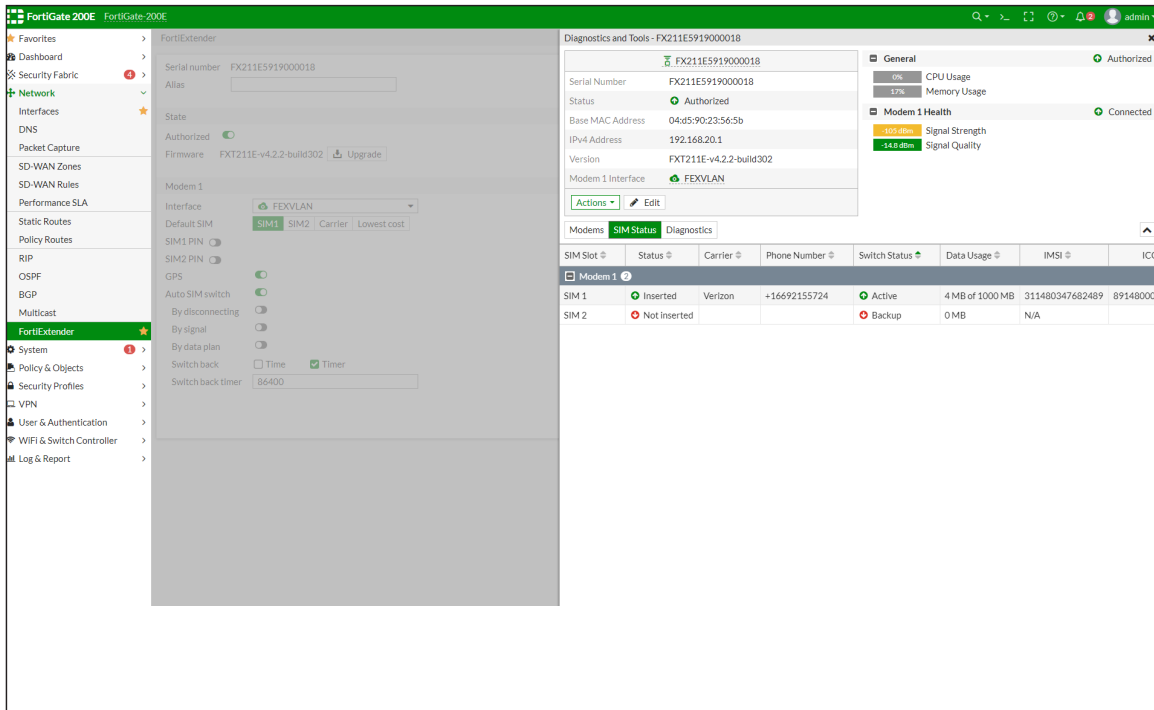 FortiGate 200E FortiGate-200E
2 admin
Favorites
Dashboard
Security Fabric 4
Network
Interfaces
DNS
Packet Capture
SD-WAN Zones
SD-WAN Rules
Performance SLA
Static Routes
Policy Routes
RIP
OSPF
BGP
Multicast
FortiExtender
System 1
Policy & Objects
Security Profiles
VPN
User & Authentication
WiFi & Switch Controller
Log & Report
FortiExtender
Serial number FX211E5919000018
Alias
State
Authorized
Firmware FXT211E-v4.2.2-build302 Upgrade
Modem 1
Interface FEXVLAN
Default SIM SIM1 SIM2 Carrier Lowest cost
SIM1 PIN
SIM2 PIN
GPS
Auto SIM switch
By disconnecting
By signal
By data plan
Switch back Time Timer
Switch back timer 86400
Diagnostics and Tools - FX211E5919000018
FX211E5919000018
Serial Number FX211E5919000018
Status Authorized
Base MAC Address 04:d5:90:23:56:5b
IPv4 Address 192.168.20.1
Version FXT211E-v4.2.2-build302
Modem 1 Interface FEXVLAN
Actions Edit
General Authorized
0% CPU Usage
17% Memory Usage
Modem 1 Health Connected
-105 dBm Signal Strength
-14.8 dBm Signal Quality
Modems SIM Status Diagnostics
SIM Slot Status Carrier Phone Number Switch Status Data Usage IMSI ICC
Modem 1 2
SIM 1 Inserted Verizon +16692155724 Active 4 MB of 1000 MB 311480347682489 89148000
SIM 2 Not inserted Backup 0 MB N/A